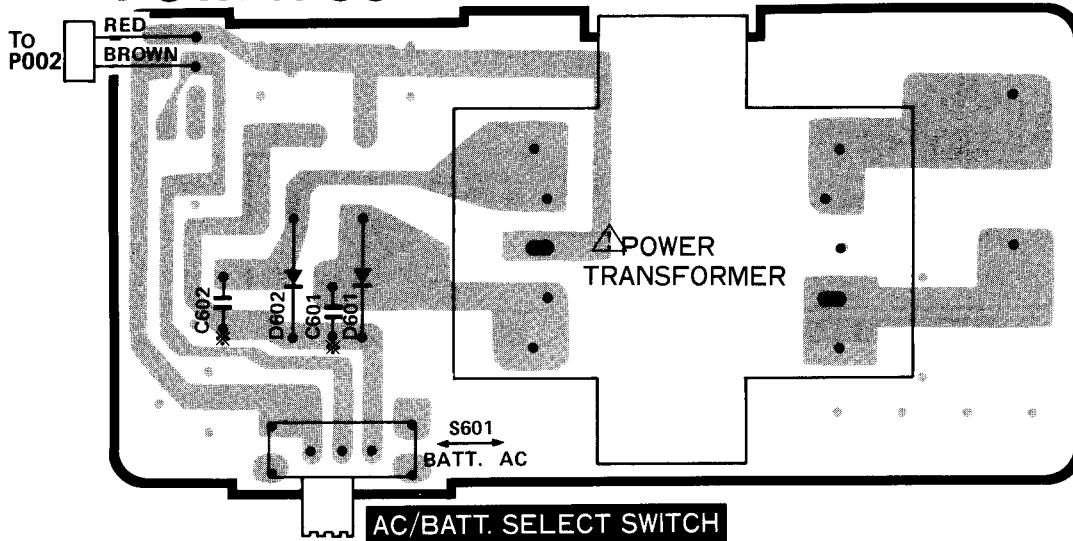 RED
TO
P002
BROWN
POWER
TRANSFORMER
C602
D602
C601
D601
S601
BATT. AC
AC/BATT. SELECT SWITCH